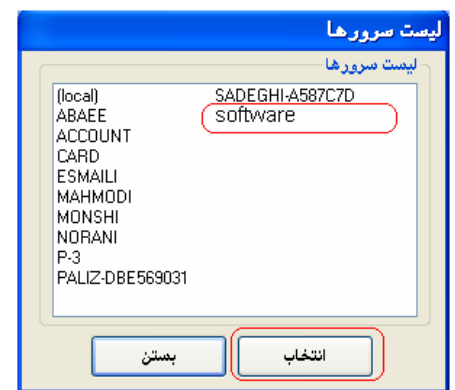 لیست سرورها
لیست سرورها
(local)
ABAEE
ACCOUNT
CARD
ESMAILI
MAHMODI
MONSHI
NORANI
P-3
PALIZ-DBE569031
SADEGHI-A587C7D
software
بستن
انتخاب